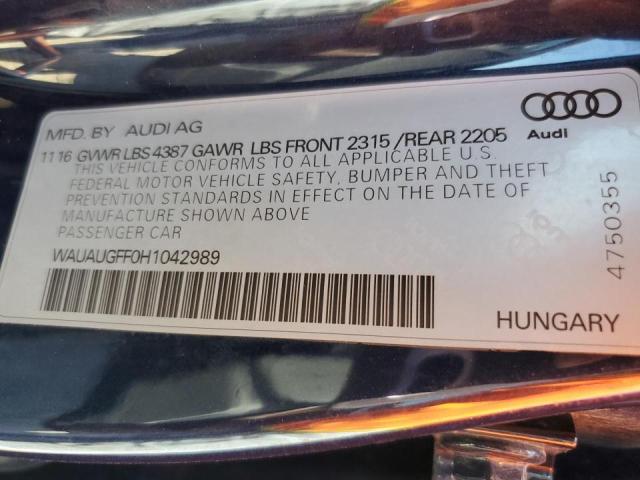 MFD. BY AUDI AG
11 16 GVWR LBS 4387 GAWR LBS FRONT 2315 / REAR 2205
THIS VEHICLE CONFORMS TO ALL APPLICABLE U.S.
FEDERAL MOTOR VEHICLE SAFETY, BUMPER AND THEFT
PREVENTION STANDARDS IN EFFECT ON THE DATE OF
MANUFACTURE SHOWN ABOVE
PASSENGER CAR
WAUAUGFF0H1042989
Audi
4750355
HUNGARY